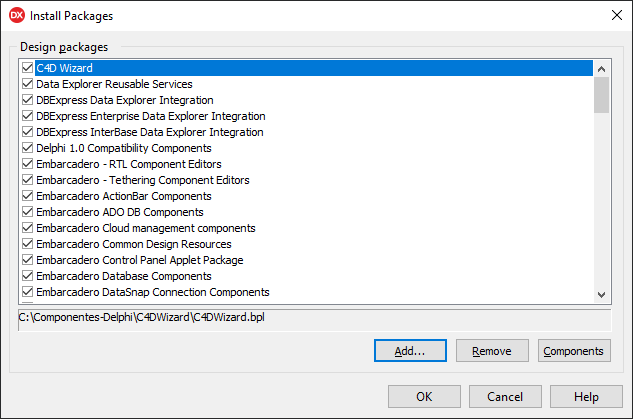 DX Install Packages
Design packages
C4D Wizard
Data Explorer Reusable Services
DBExpress Data Explorer Integration
DBExpress Enterprise Data Explorer Integration
DBExpress InterBase Data Explorer Integration
Delphi 1.0 Compatibility Components
Embarcadero - RTL Component Editors
Embarcadero - Tethering Component Editors
Embarcadero ActionBar Components
Embarcadero ADO DB Components
Embarcadero Cloud management components
Embarcadero Common Design Resources
Embarcadero Control Panel Applet Package
Embarcadero Database Components
Embarcadero DataSnap Connection Components
C:\Componentes-Delphi\C4DWizard\C4DWizard.bpl
Add... Remove Components
OK Cancel Help